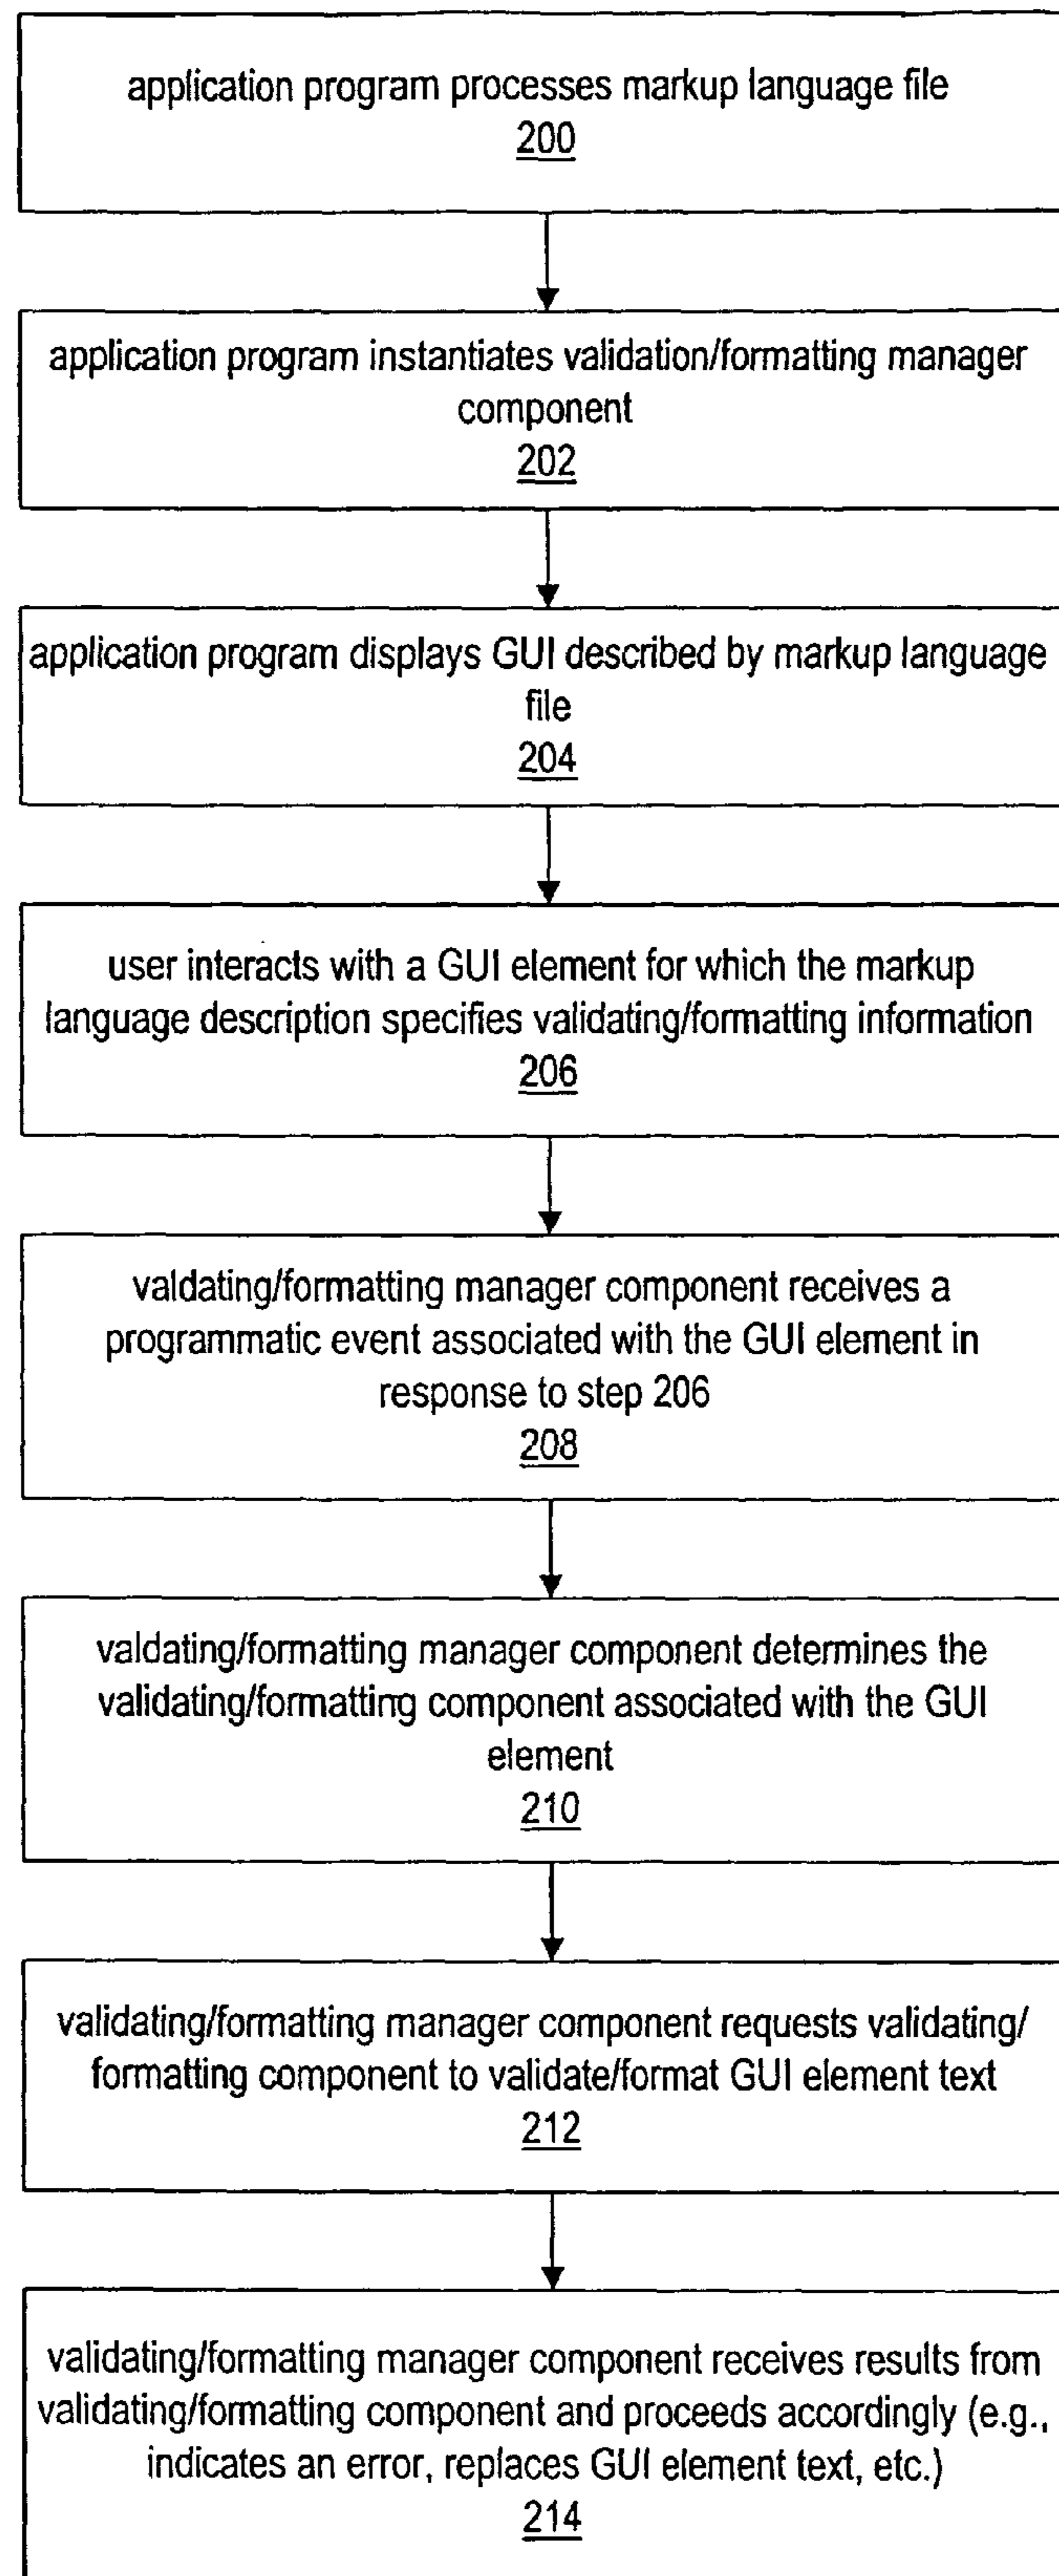 application program processes markup language file
200
application program instantiates validation/formatting manager
component
202
application program displays GUI described by markup language
file
204
user interacts with a GUI element for which the markup
language description specifies validating/formatting information
206
valdating/formatting manager component receives a
programmatic event associated with the GUI element in
response to step 206
208
valdating/formatting manager component determines the
validating/formatting component associated with the GUI
element
210
validating/formatting manager component requests validating/
formatting component to validate/format GUI element text
212
validating/formatting manager component receives results from
validating/formatting component and proceeds accordingly (e.g.,
indicates an error, replaces GUI element text, etc.)
214